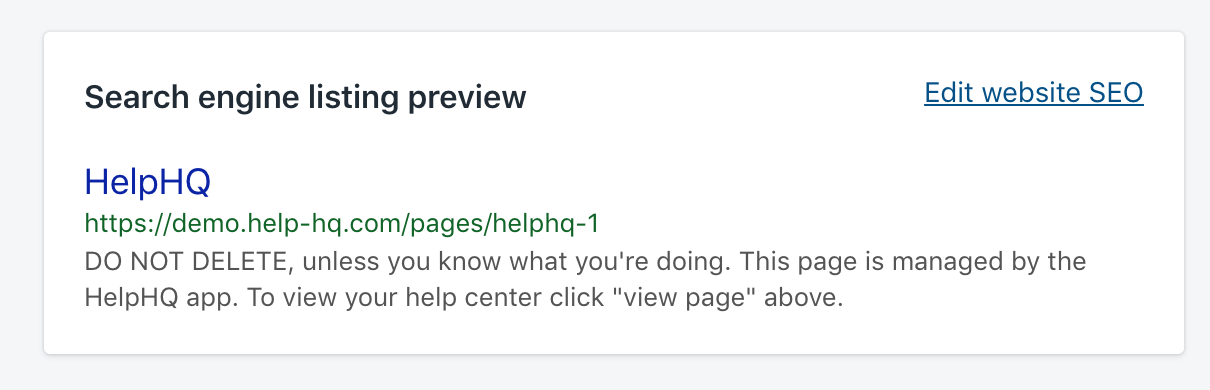 Search engine listing preview
Edit website SEO
HelpHQ
https://demo.help-hq.com/pages/helphq-1
DO NOT DELETE, unless you know what you're doing. This page is managed by the
HelpHQ app. To view your help center click "view page" above.